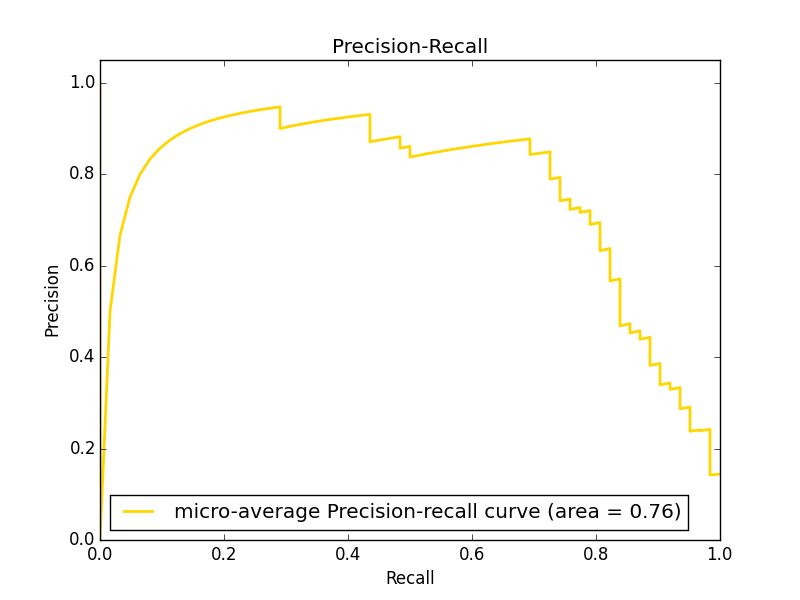 Precision-Recall
1.0
0.8
0.6
0.4
0.2
0.0
Precision
micro-average Precision-recall curve (area = 0.76)
0.0 0.2 0.4 0.6 0.8 1.0
Recall